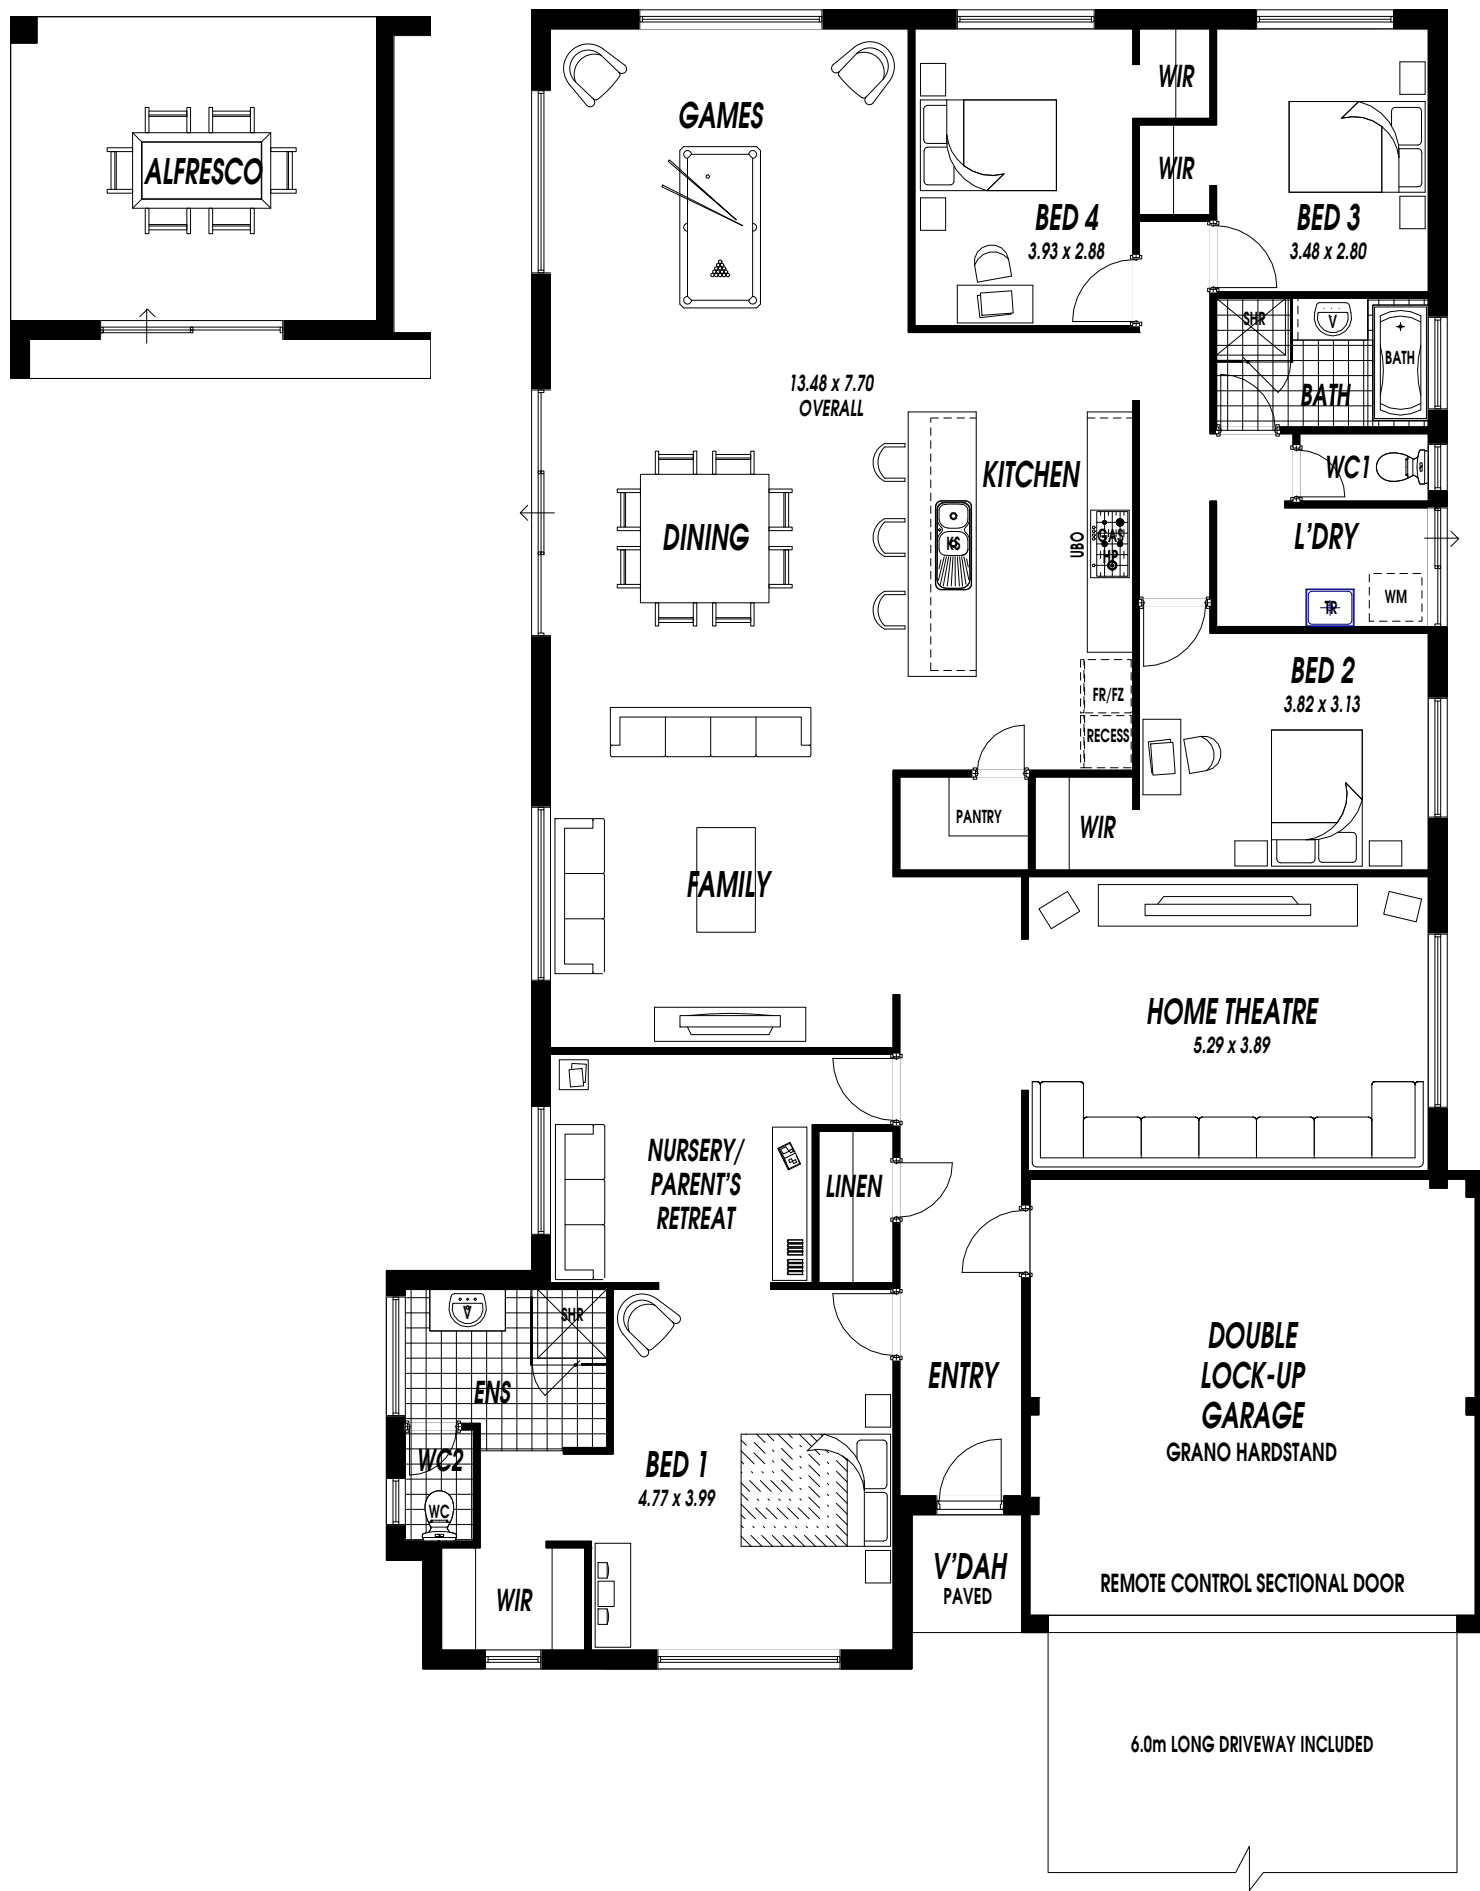 GAMES
WIR
ALFRESCO
WIR
BED 4
3.93 x 2.88
BED 3
3.48 x 2.80
SHR
V
BATH
BATH
13.48 x 7.70
OVERALL
KITCHEN
WC1
DINING
KS
UBO
GAS
HP
L'DRY
TR
WM
BED 2
3.82 x 3.13
FR/FZ
RECESS
PANTRY
WIR
FAMILY
HOME THEATRE
5.29 x 3.89
NURSERY/
PARENT'S
RETREAT
LINEN
V
SHR
ENS
WC2
WC
BED 1
4.77 x 3.99
ENTRY
DOUBLE
LOCK-UP
GARAGE
GRANO HARDSTAND
WIR
V'DAH
PAVED
REMOTE CONTROL SECTIONAL DOOR
6.0m LONG DRIVEWAY INCLUDED